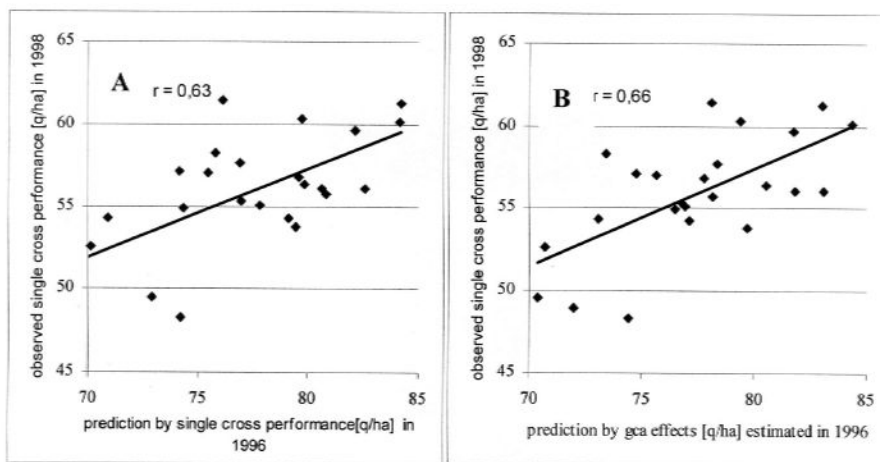 65
60
55
50
45
observed single cross performance [q/ha] in 1998
A
r = 0,63
70 75 80 85
prediction by single cross performance[q/ha] in
1996
65
60
55
50
45
observed single cross performance [q/ha] in 1998
B
r = 0,66
70 75 80 85
prediction by gca effects [q/ha] estimated in 1996